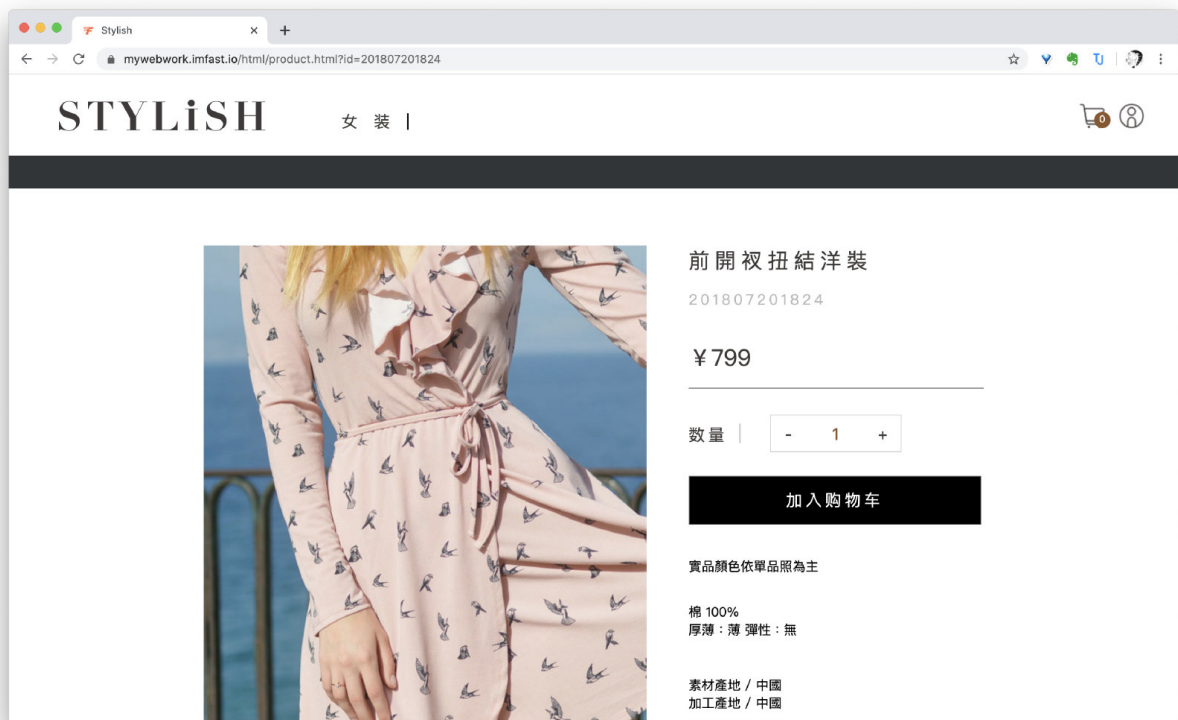 Stylish
mywebwork.imfast.io/html/product.html?id=201807201824
STYLiSH
女装
0
前開衩扭結洋裝
201807201824
¥799
数量
- 1 +
加入购物车
實品顏色依單品照為主
棉 100%
厚薄：薄 彈性：無
素材產地 / 中國
加工產地 / 中國